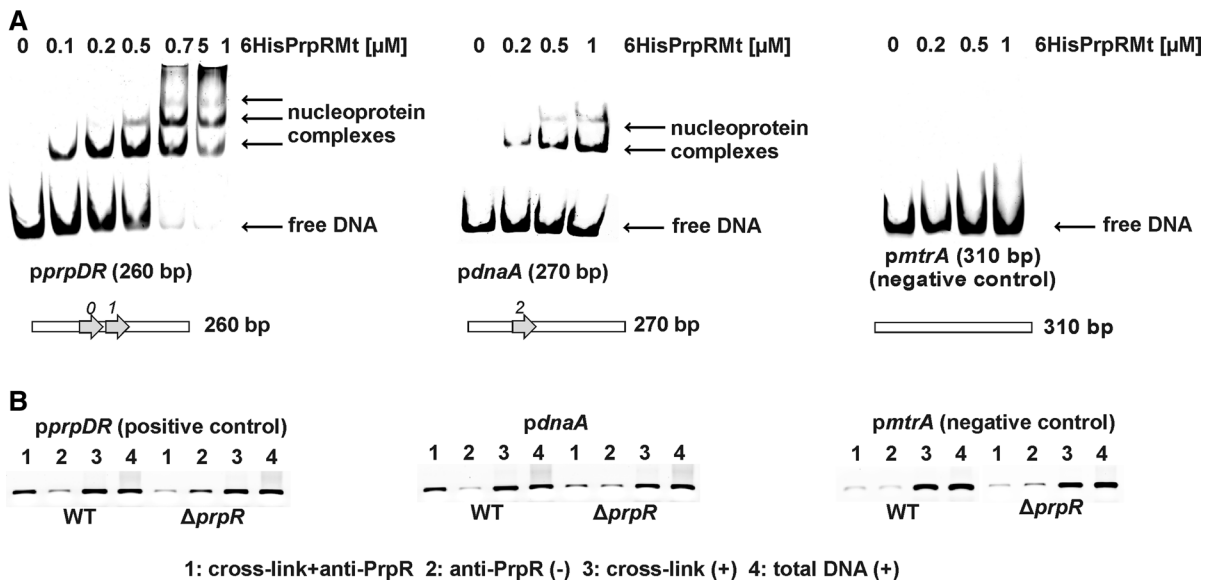 A
0 0.1 0.2 0.5 0.7 5 1 6HisPrpRMt [µM]
nucleoprotein
complexes
free DNA
pprpDR (260 bp)
0 1
260 bp
0 0.2 0.5 1 6HisPrpRMt [µM]
nucleoprotein
complexes
free DNA
pdnaA (270 bp)
2
270 bp
0 0.2 0.5 1 6HisPrpRMt [µM]
free DNA
pmtrA (310 bp)
(negative control)
310 bp
B
pprpDR (positive control)
1 2 3 4 1 2 3 4
WT ΔprpR
pdnaA
1 2 3 4 1 2 3 4
WT ΔprpR
pmtrA (negative control)
1 2 3 4 1 2 3 4
WT ΔprpR
1: cross-link+anti-PrpR 2: anti-PrpR (-) 3: cross-link (+) 4: total DNA (+)